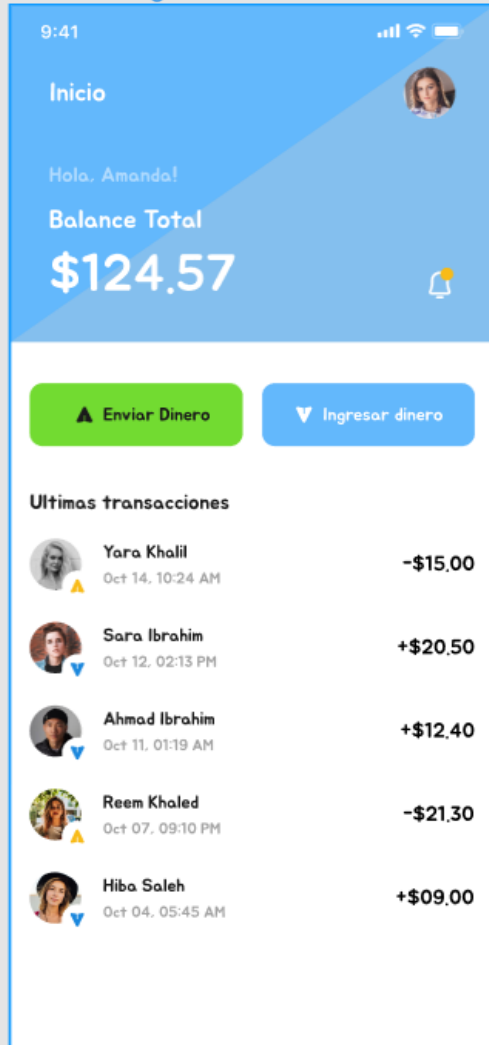 9:41
Inicio
Hola, Amanda!
Balance Total
$124.57
Enviar Dinero
Ingresar dinero
Ultimas transacciones
Yara Khalil
-$15.00
Oct 14, 10:24 AM
Sara Ibrahim
+$20.50
Oct 12, 02:13 PM
Ahmad Ibrahim
+$12.40
Oct 11, 01:19 AM
Reem Khaled
-$21.30
Oct 07, 09:10 PM
Hiba Saleh
+$09.00
Oct 04, 05:45 AM